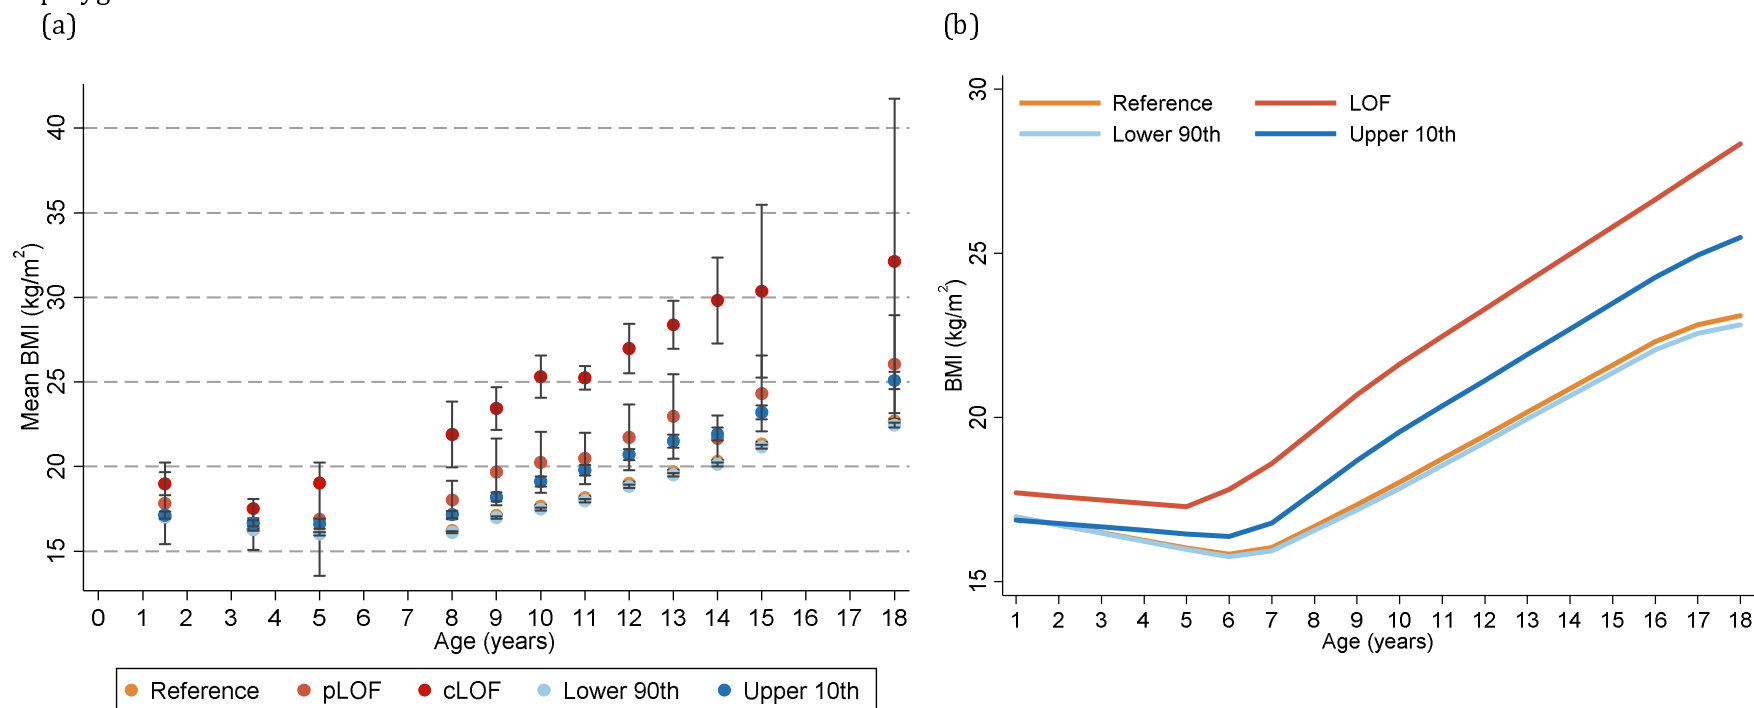 (a)
(b)
40
35
30
25
20
15
Mean BMI (kg/m²)
0 1 2 3 4 5 6 7 8 9 10 11 12 13 14 15 16 17 18
Age (years)
Reference pLOF cLOF Lower 90th Upper 10th
Reference LOF
Lower 90th Upper 10th
30
25
20
15
BMI (kg/m²)
1 2 3 4 5 6 7 8 9 10 11 12 13 14 15 16 17 18
Age (years)